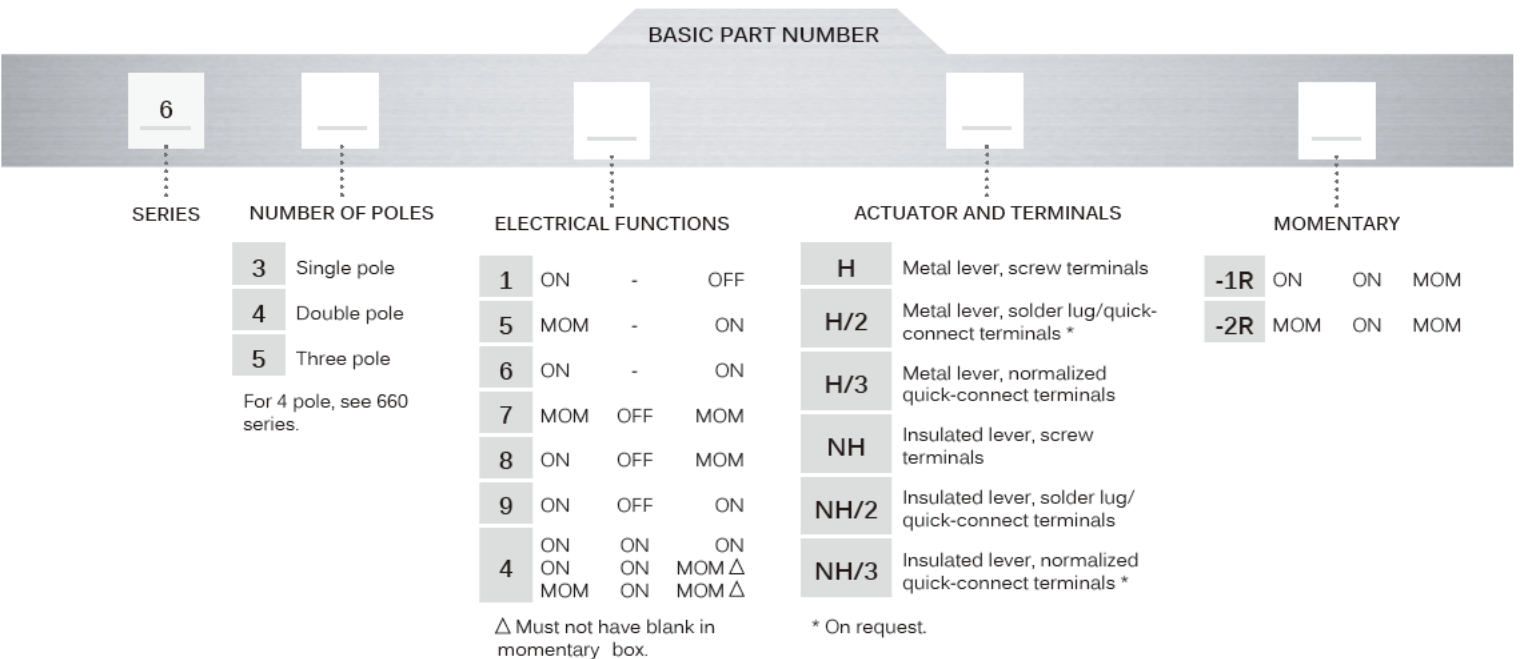 BASIC PART NUMBER
6
SERIES
NUMBER OF POLES
3 Single pole
4 Double pole
5 Three pole
For 4 pole, see 660
series.
ELECTRICAL FUNCTIONS
1 ON - OFF
5 MOM - ON
6 ON - ON
7 MOM OFF MOM
8 ON OFF MOM
9 ON OFF ON
ON ON ON
4 ON ON MOM Δ
MOM ON MOM Δ
Δ Must not have blank in
momentary box.
ACTUATOR AND TERMINALS
H Metal lever, screw terminals
H/2 Metal lever, solder lug/quick-
connect terminals *
H/3 Metal lever, normalized
quick-connect terminals
NH Insulated lever, screw
terminals
NH/2 Insulated lever, solder lug/
quick-connect terminals
NH/3 Insulated lever, normalized
quick-connect terminals *
* On request.
MOMENTARY
-1R ON ON MOM
-2R MOM ON MOM